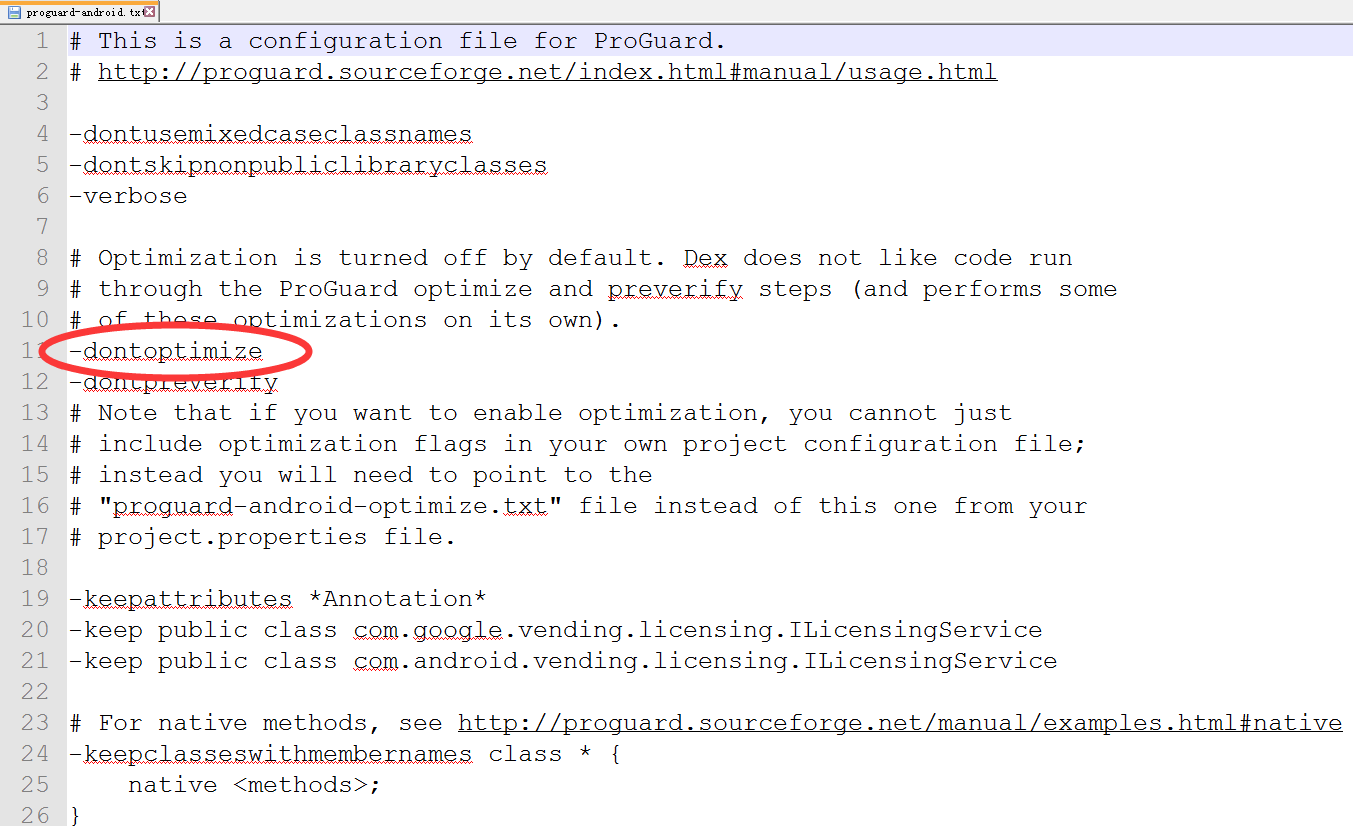 proguard-android.txt
1 # This is a configuration file for ProGuard.
2 # http://proguard.sourceforge.net/index.html#manual/usage.html
3
4 -dontusemixedcaseclassnames
5 -dontskipnonpubliclibraryclasses
6 -verbose
7
8 # Optimization is turned off by default. Dex does not like code run
9 # through the ProGuard optimize and preverify steps (and performs some
10 # of these optimizations on its own).
11 -dontoptimize
12 -dontpreverify
13 # Note that if you want to enable optimization, you cannot just
14 # include optimization flags in your own project configuration file;
15 # instead you will need to point to the
16 # "proguard-android-optimize.txt" file instead of this one from your
17 # project.properties file.
18
19 -keepattributes *Annotation*
20 -keep public class com.google.vending.licensing.ILicensingService
21 -keep public class com.android.vending.licensing.ILicensingService
22
23 # For native methods, see http://proguard.sourceforge.net/manual/examples.html#native
24 -keepclasseswithmembernames class * {
25     native <methods>;
26 }